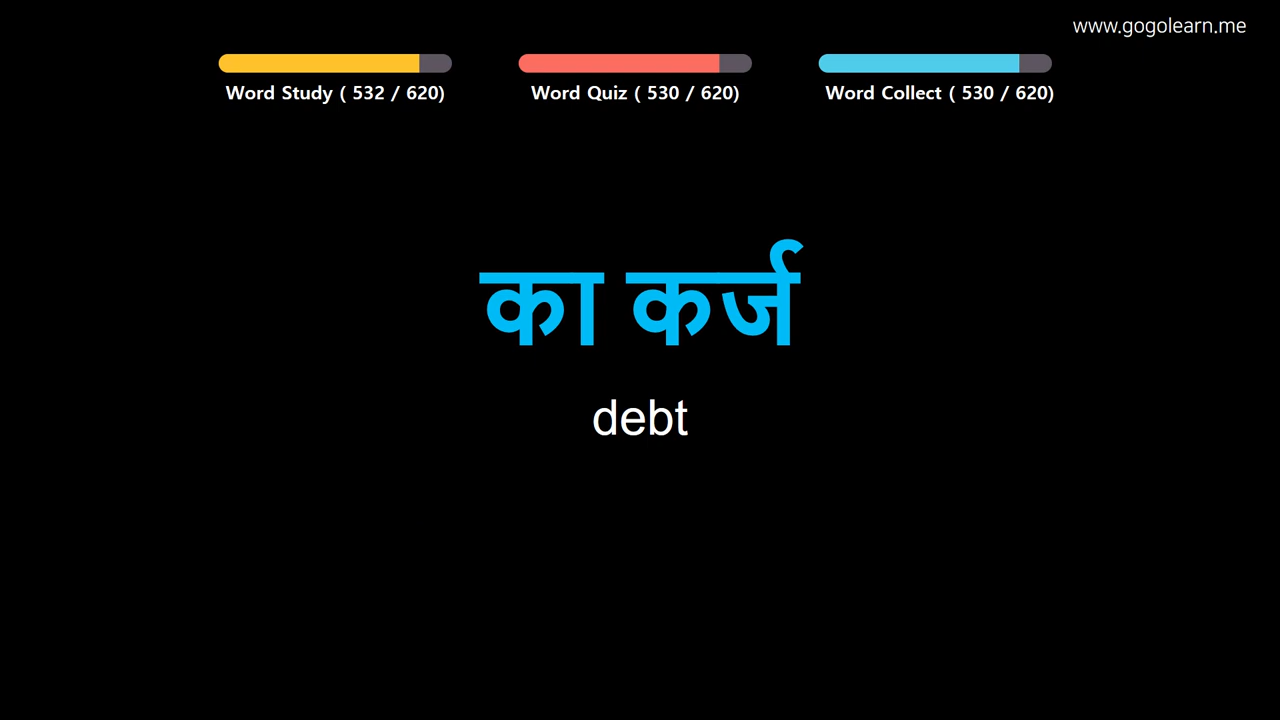 www.gogolearn.me
Word Study ( 532 / 620)
Word Quiz ( 530 / 620)
Word Collect ( 530 / 620)
का कर्ज
debt